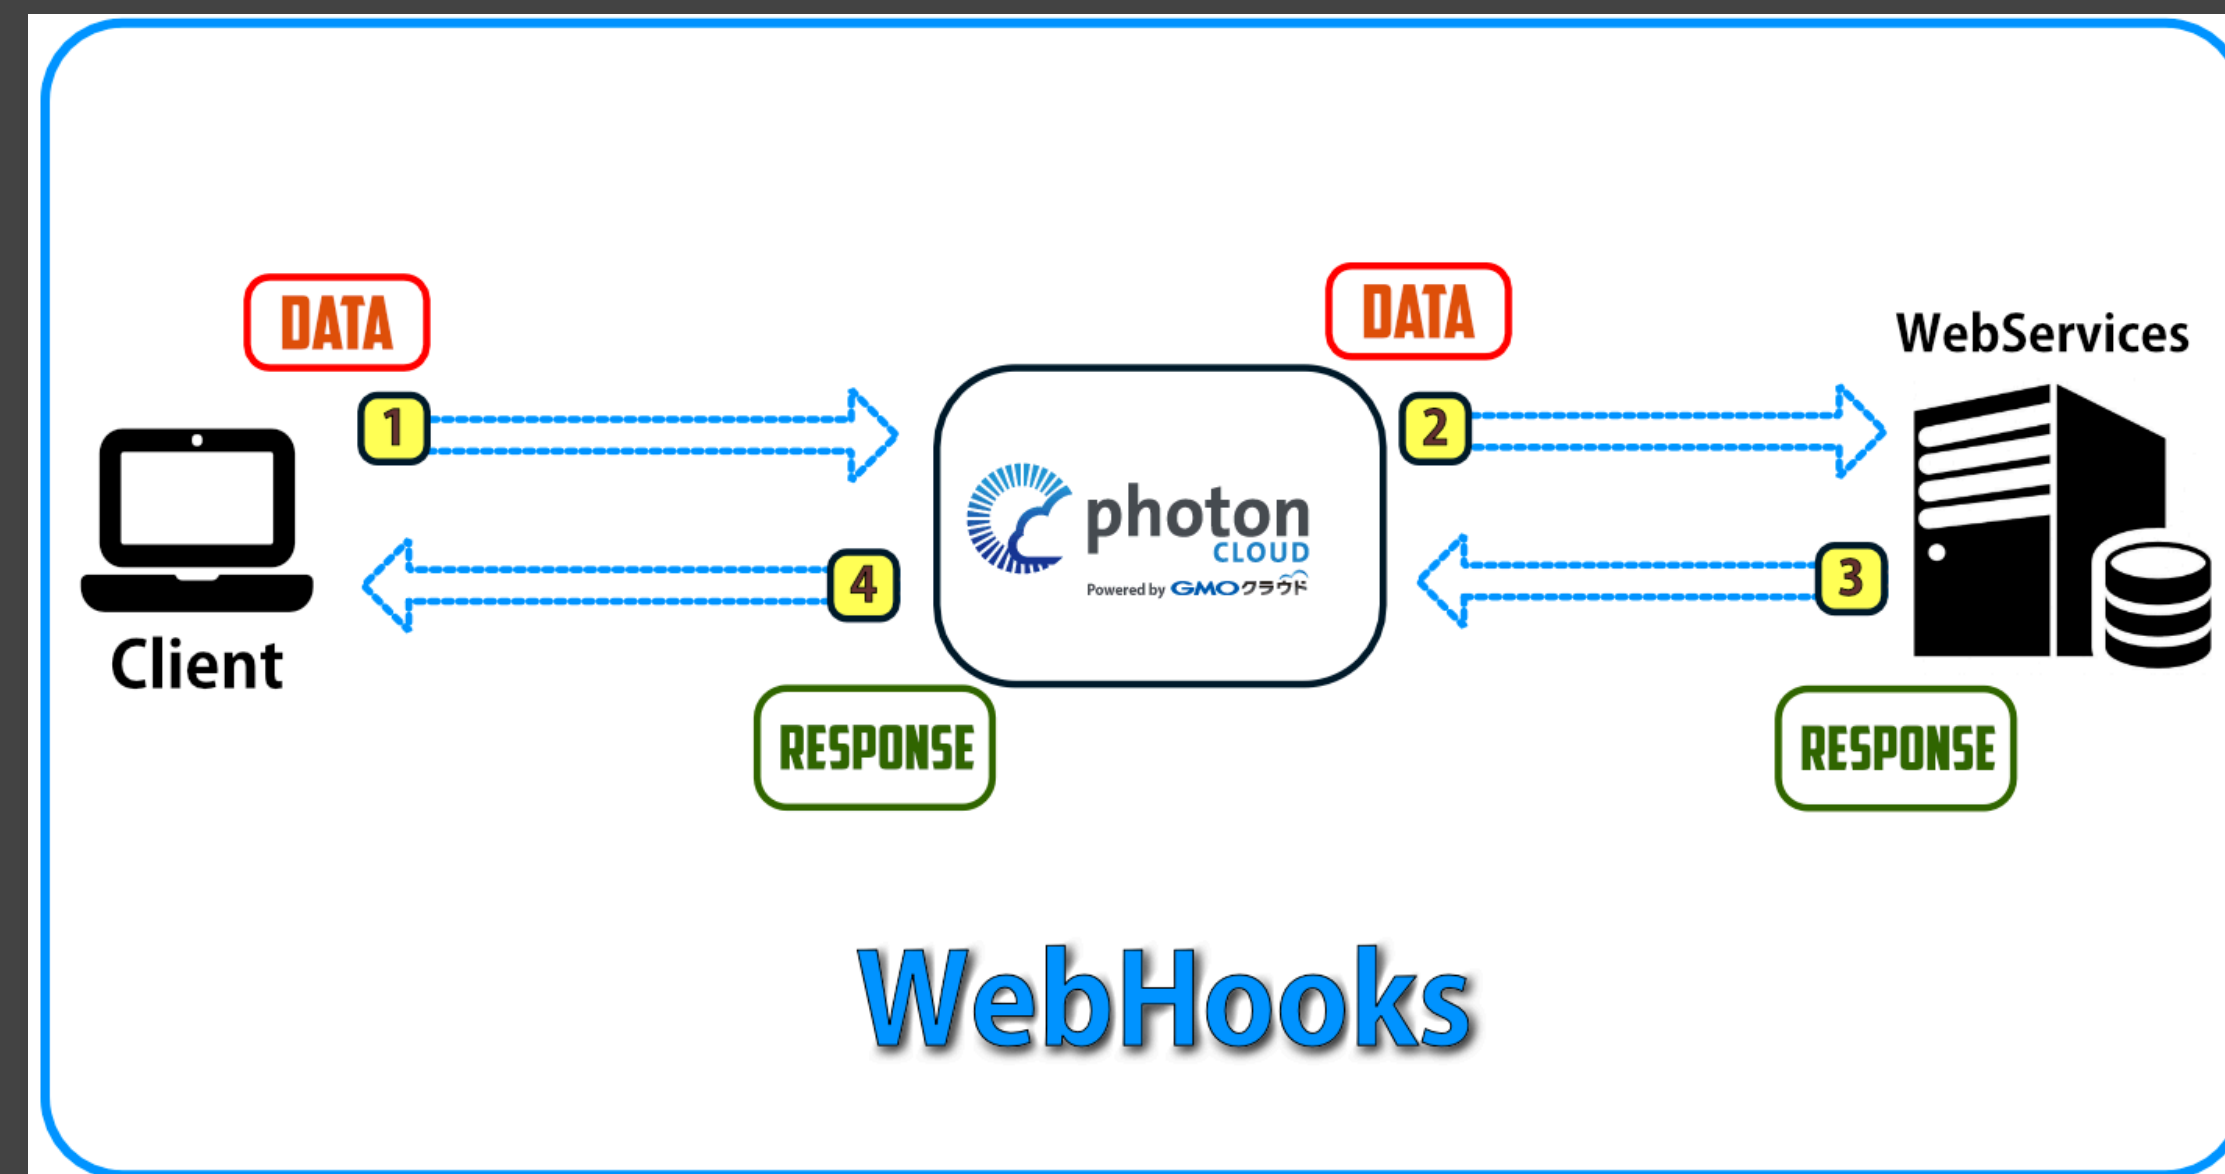 DATA
DATA
WebServices
1
2
photon
CLOUD
Powered by GMOクラウド
4
3
Client
RESPONSE
RESPONSE
WebHooks